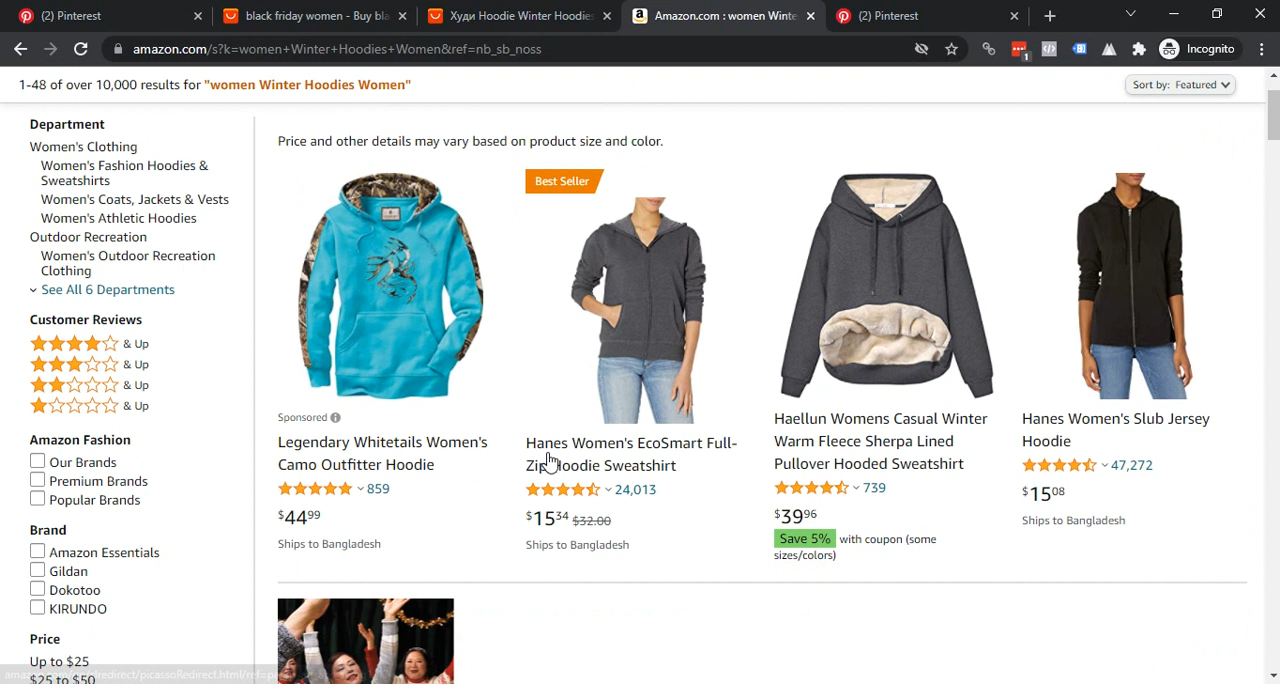 (2) Pinterest
black friday women - Buy bla
Худи Hoodie Winter Hoodies
Amazon.com : women Winte
(2) Pinterest
amazon.com/s?k=women+Winter+Hoodies+Women&ref=nb_sb_noss
1
Incognito
1-48 of over 10,000 results for "women Winter Hoodies Women"
Sort by: Featured
Department
Women's Clothing
Women's Fashion Hoodies &
Sweatshirts
Women's Coats, Jackets & Vests
Women's Athletic Hoodies
Outdoor Recreation
Women's Outdoor Recreation
Clothing
See All 6 Departments
Customer Reviews
& Up
& Up
& Up
& Up
Amazon Fashion
Our Brands
Premium Brands
Popular Brands
Brand
Amazon Essentials
Gildan
Dokotoo
KIRUNDO
Price
Up to $25
$25 to $50
Price and other details may vary based on product size and color.
Sponsored
Legendary Whitetails Women's
Camo Outfitter Hoodie
859
$44.99
Ships to Bangladesh
Best Seller
Hanes Women's EcoSmart Full-
Zip Hoodie Sweatshirt
24,013
$15.34 $32.00
Ships to Bangladesh
Haellun Womens Casual Winter
Warm Fleece Sherpa Lined
Pullover Hooded Sweatshirt
739
$39.96
Save 5% with coupon (some
sizes/colors)
Hanes Women's Slub Jersey
Hoodie
47,272
$15.08
Ships to Bangladesh